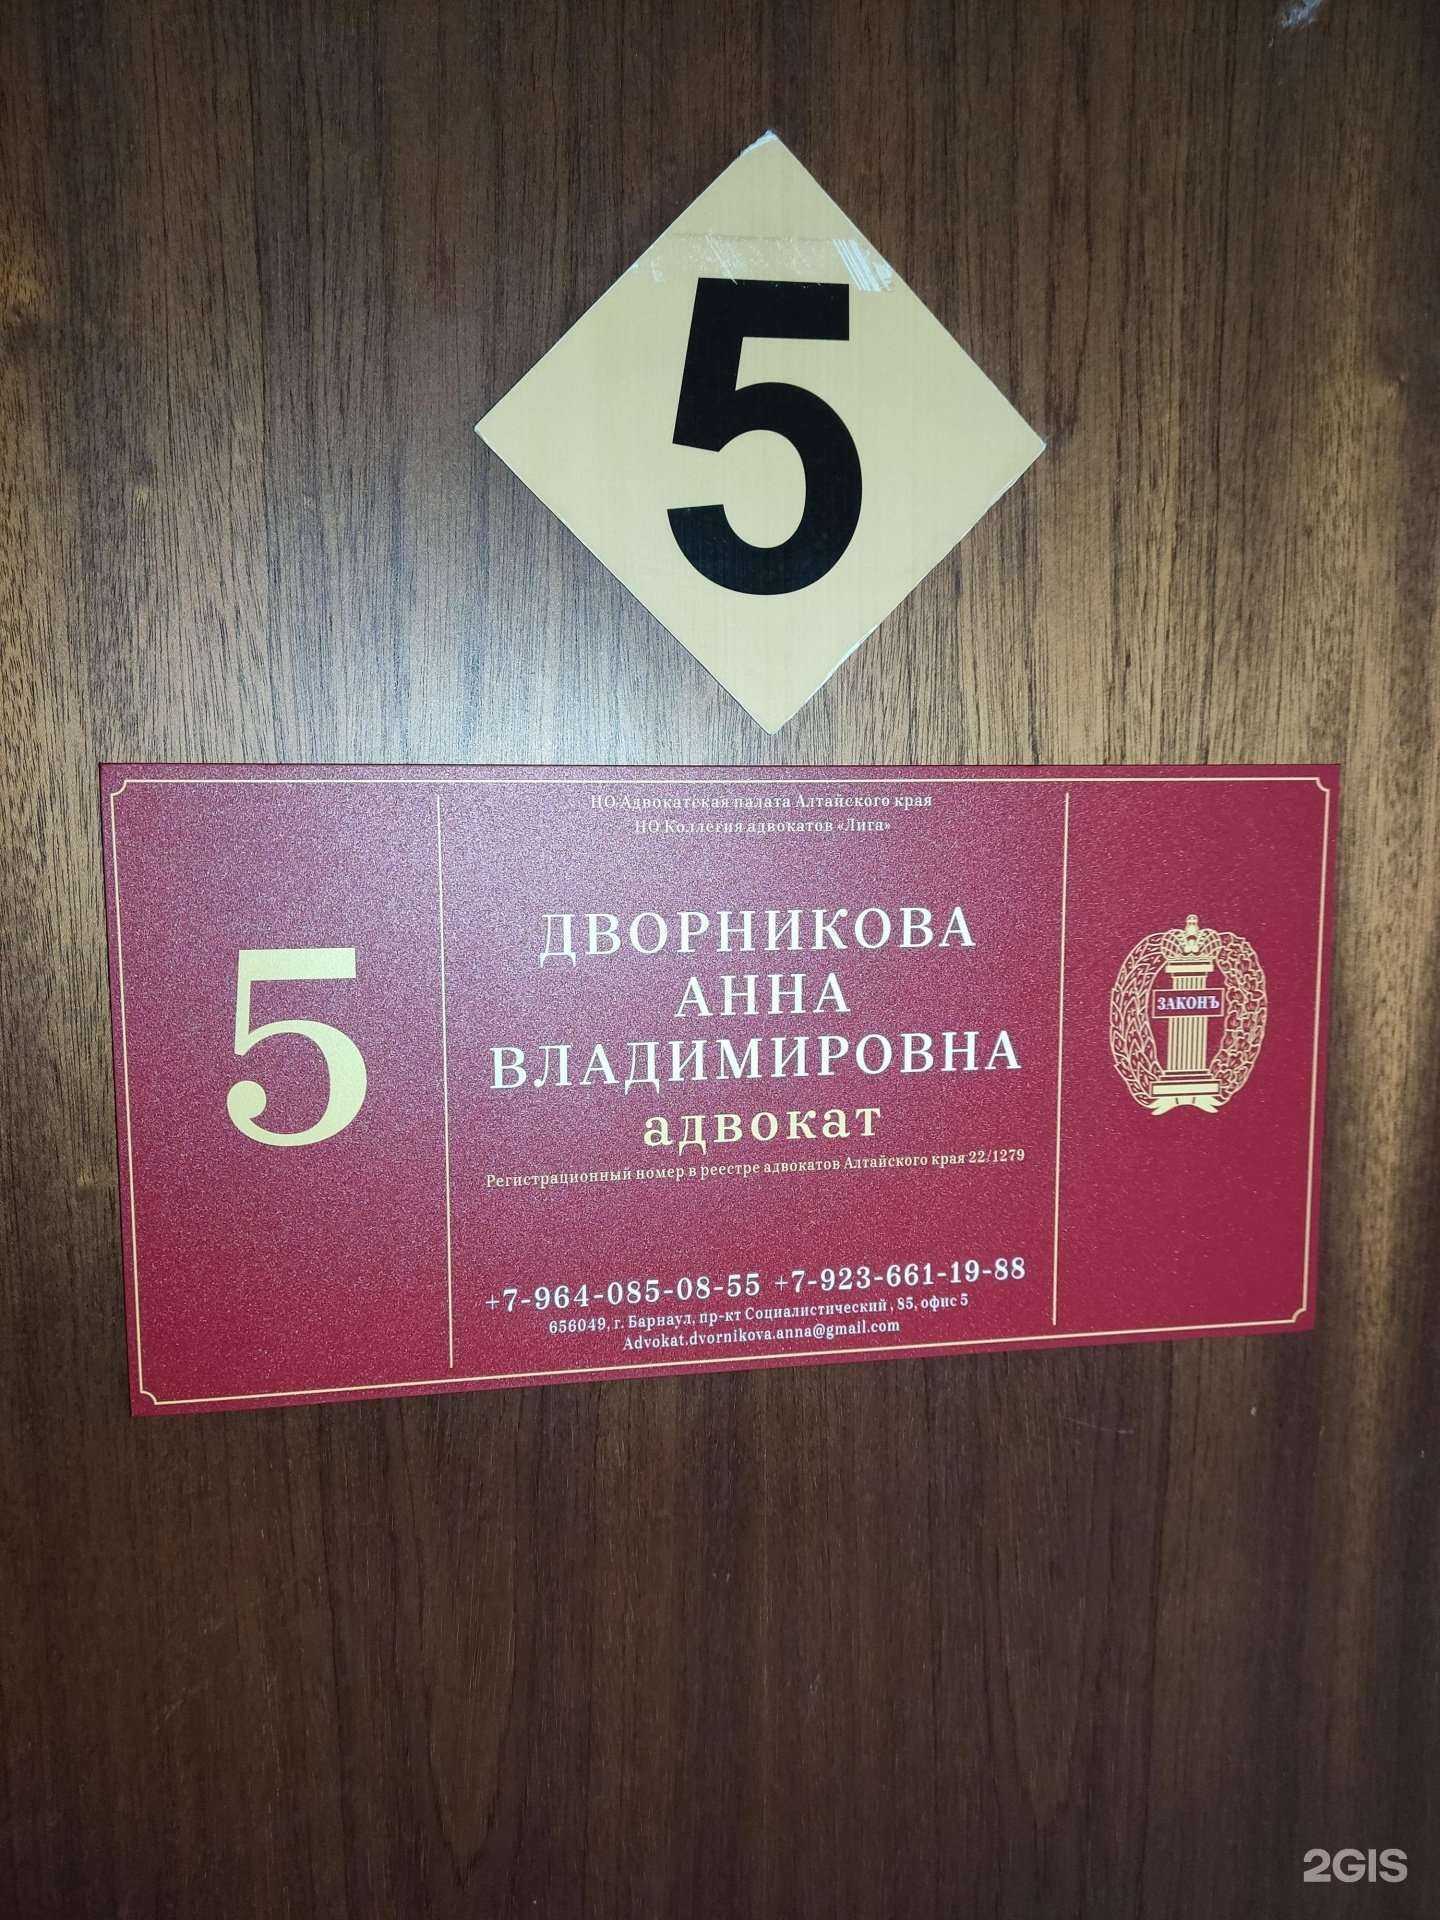 5
НО Адвокатская палата Алтайского края
НО Коллегия адвокатов «Лига»
5
ДВОРНИКОВА
АННА
ВЛАДИМИРОВНА
адвокат
Регистрационный номер в реестре адвокатов Алтайского края 22/1279
ЗАКОНЪ
+7-964-085-08-55 +7-923-661-19-88
656049, г. Барнаул, пр-кт Социалистический , 85, офис 5
Advokat.dvornikova.anna@gmail.com
2GIS